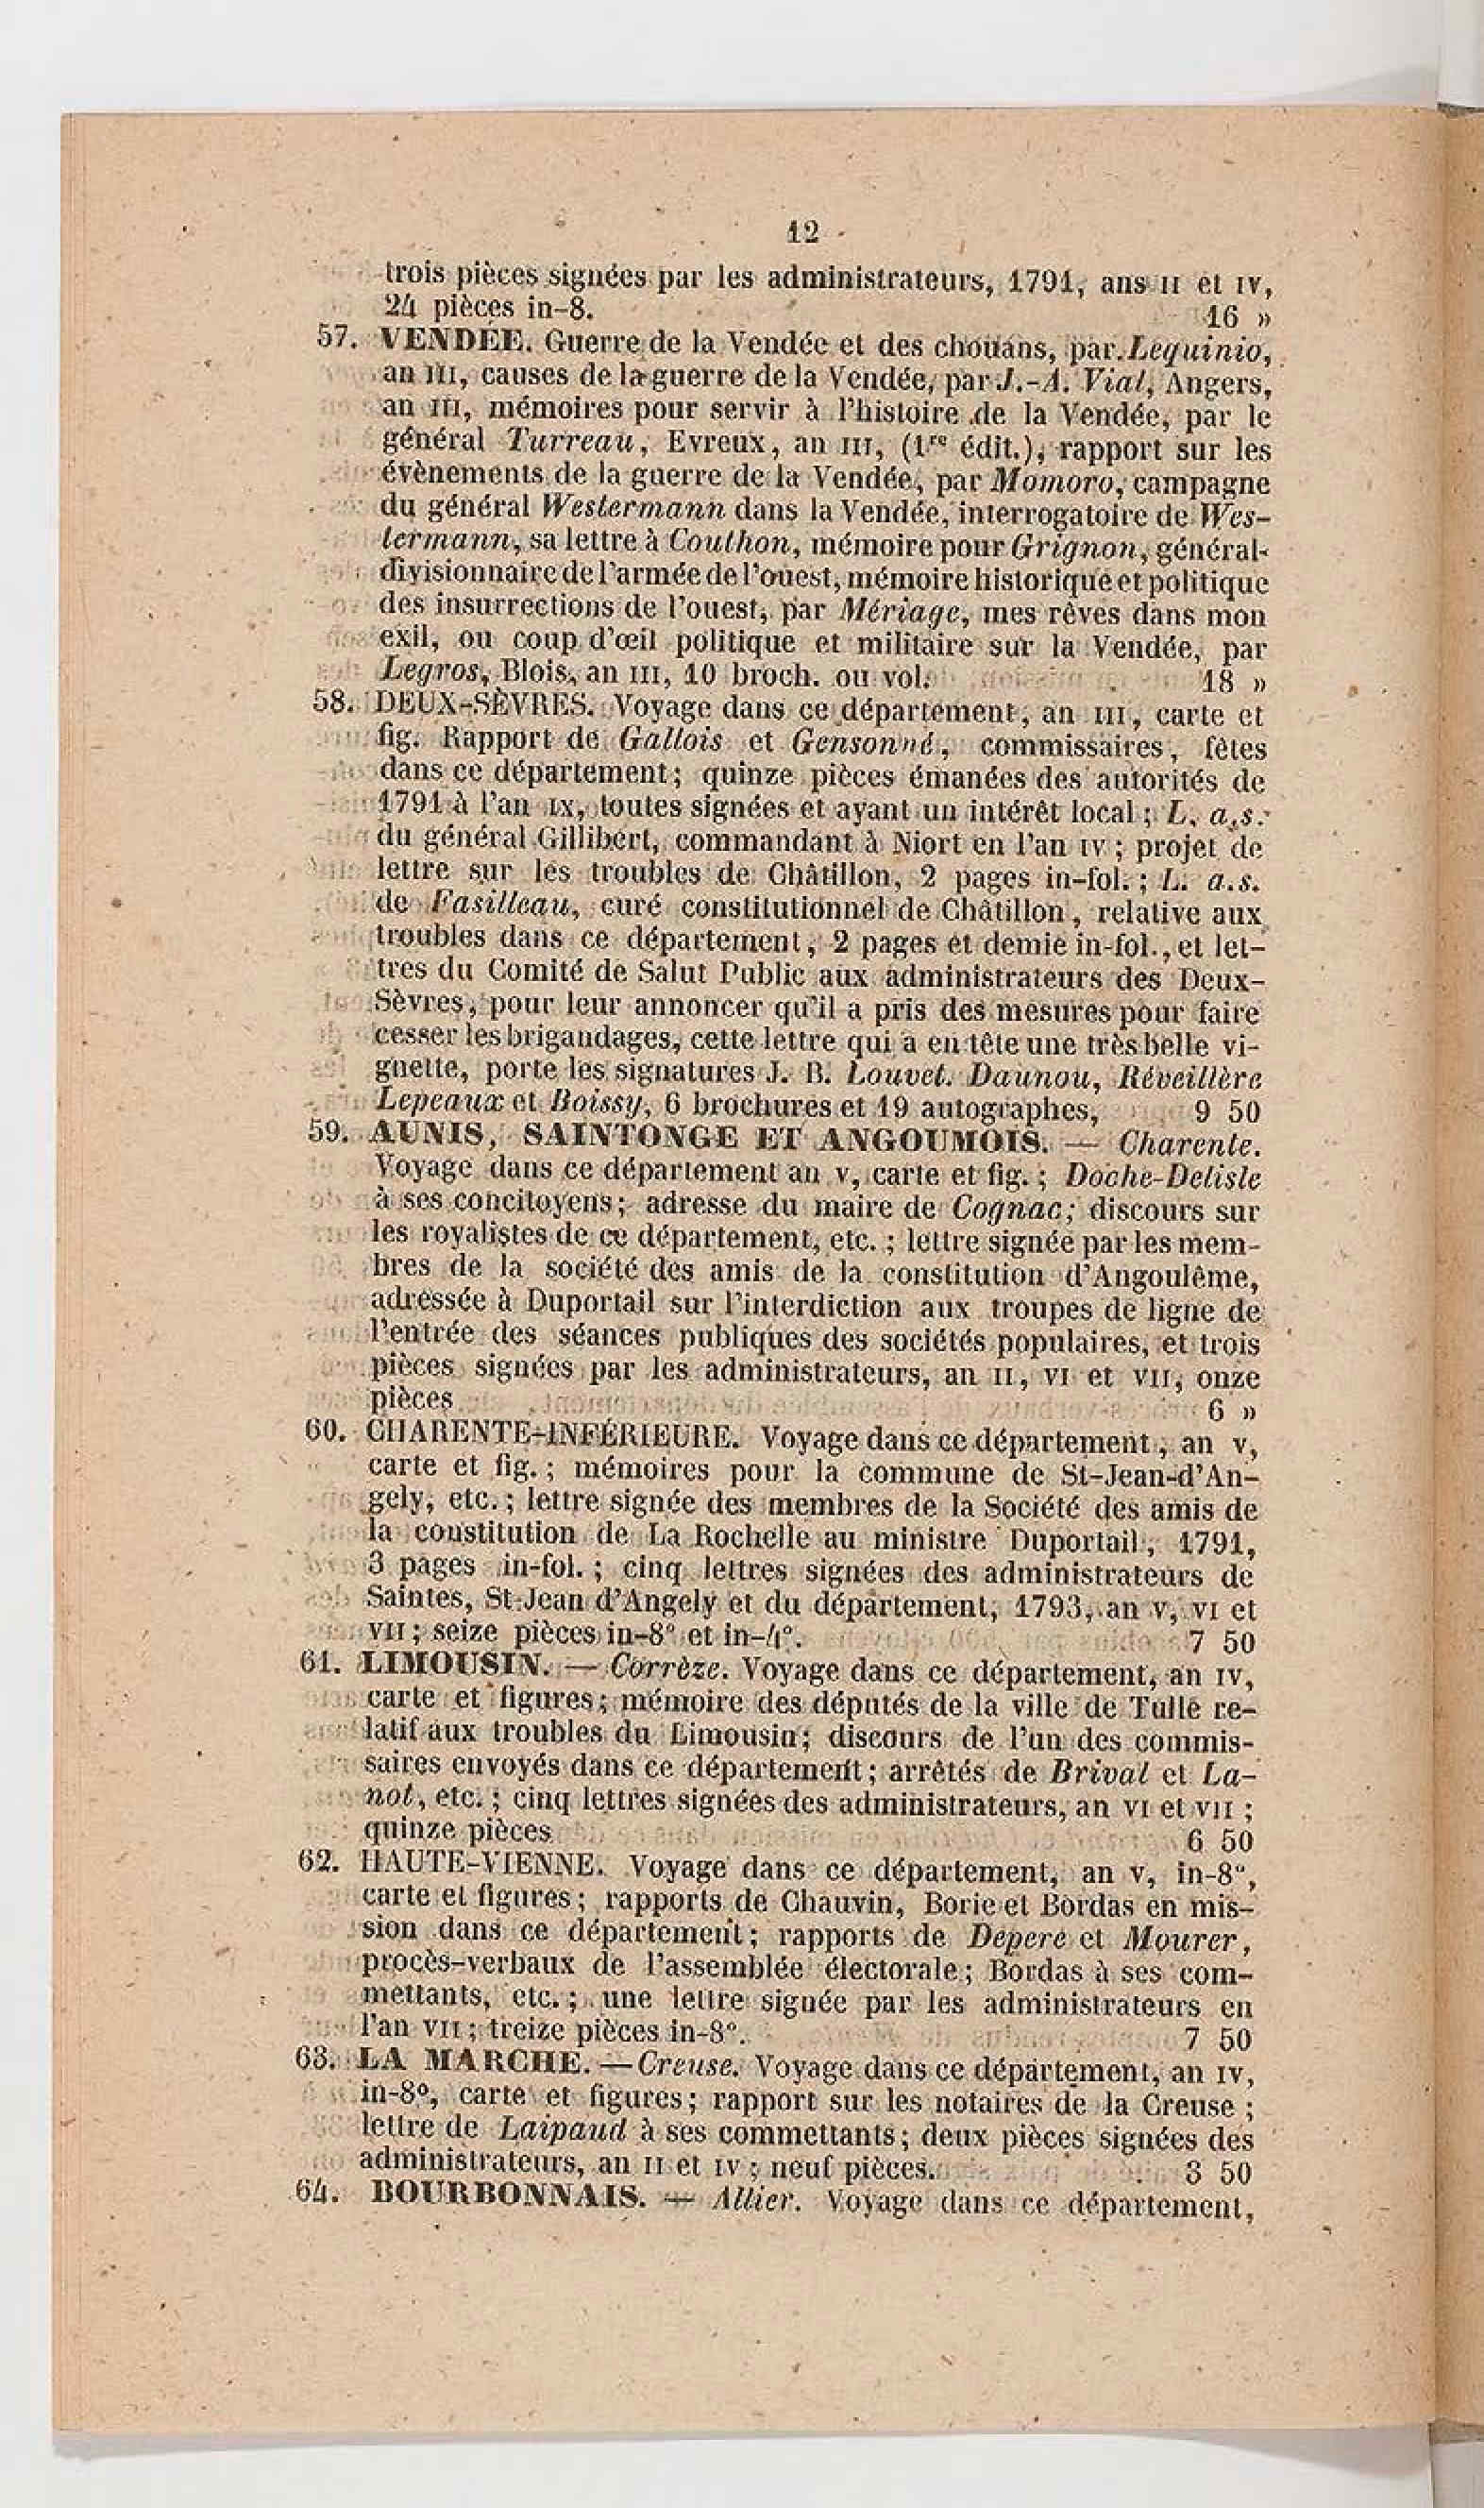 12
trois pièces signées par les administrateurs, 1791, ans II et IV,
24 pièces in-8. 16 »
57. VENDÉE. Guerre de la Vendée et des chouans, par Lequinio,
an III, causes de la guerre de la Vendée, par J.-A. Vial, Angers,
an III, mémoires pour servir à l'histoire de la Vendée, par le
général Turreau, Evreux, an III, (1re édit.), rapport sur les
évènements de la guerre de la Vendée, par Momoro, campagne
du général Westermann dans la Vendée, interrogatoire de Wes-
termann, sa lettre à Couthon, mémoire pour Grignon, général-
divisionnaire de l'armée de l'ouest, mémoire historique et politique
des insurrections de l'ouest, par Mériage, mes rêves dans mon
exil, ou coup d'œil politique et militaire sur la Vendée, par
Legros, Blois, an III, 10 broch. ou vol. 18 »
58. DEUX-SÈVRES. Voyage dans ce département, an III, carte et
fig. Rapport de Gallois et Gensonné, commissaires, fêtes
dans ce département; quinze pièces émanées des autorités de
1791 à l'an IX, toutes signées et ayant un intérêt local; L. a.s.
du général Gillibert, commandant à Niort en l'an IV; projet de
lettre sur les troubles de Châtillon, 2 pages in-fol.; L. a.s.
de Fasilleau, curé constitutionnel de Châtillon, relative aux
troubles dans ce département, 2 pages et demie in-fol., et let-
tres du Comité de Salut Public aux administrateurs des Deux-
Sèvres, pour leur annoncer qu'il a pris des mesures pour faire
cesser les brigandages, cette lettre qui a en tête une très belle vi-
gnette, porte les signatures J. B. Louvet. Daunou, Réveillère
Lepeaux et Boissy, 6 brochures et 19 autographes, 9 50
59. AUNIS, SAINTONGE ET ANGOUMOIS. — Charente.
Voyage dans ce département an V, carte et fig.; Doche-Delisle
à ses concitoyens; adresse du maire de Cognac; discours sur
les royalistes de ce département, etc.; lettre signée par les mem-
bres de la société des amis de la constitution d'Angoulême,
adressée à Duportail sur l'interdiction aux troupes de ligne de
l'entrée des séances publiques des sociétés populaires, et trois
pièces signées par les administrateurs, an II, VI et VII, onze
pièces 6 »
60. CHARENTE-INFÉRIEURE. Voyage dans ce département, an V,
carte et fig.; mémoires pour la commune de St-Jean-d'An-
gely, etc.; lettre signée des membres de la Société des amis de
la constitution de La Rochelle au ministre Duportail, 1791,
3 pages in-fol.; cinq lettres signées des administrateurs de
Saintes, St-Jean d'Angely et du département, 1793, an V, VI et
VII; seize pièces in-8° et in-4°. 7 50
61. LIMOUSIN. — Corrèze. Voyage dans ce département, an IV,
carte et figures; mémoire des députés de la ville de Tulle re-
latif aux troubles du Limousin; discours de l'un des commis-
saires envoyés dans ce département; arrêtés de Brival et La-
not, etc.; cinq lettres signées des administrateurs, an VI et VII;
quinze pièces 6 50
62. HAUTE-VIENNE. Voyage dans ce département, an V, in-8°,
carte et figures; rapports de Chauvin, Borie et Bordas en mis-
sion dans ce département; rapports de Depere et Mourer,
procès-verbaux de l'assemblée électorale; Bordas à ses com-
mettants, etc.; une lettre signée par les administrateurs en
l'an VII; treize pièces in-8°. 7 50
63. LA MARCHE. — Creuse. Voyage dans ce département, an IV,
in-8°, carte et figures; rapport sur les notaires de la Creuse;
lettre de Laipaud à ses commettants; deux pièces signées des
administrateurs, an II et IV; neuf pièces. 3 50
64. BOURBONNAIS. — Allier. Voyage dans ce département,